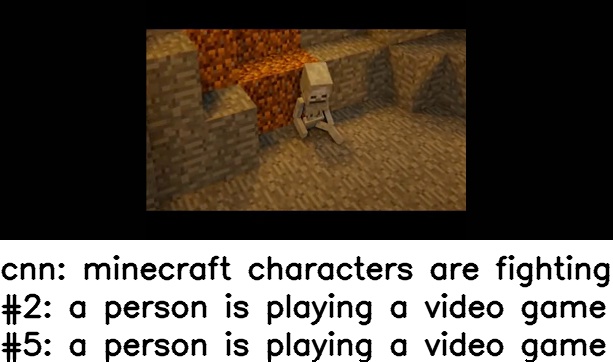 cnn: minecraft characters are fighting
#2: a person is playing a video game
#5: a person is playing a video game